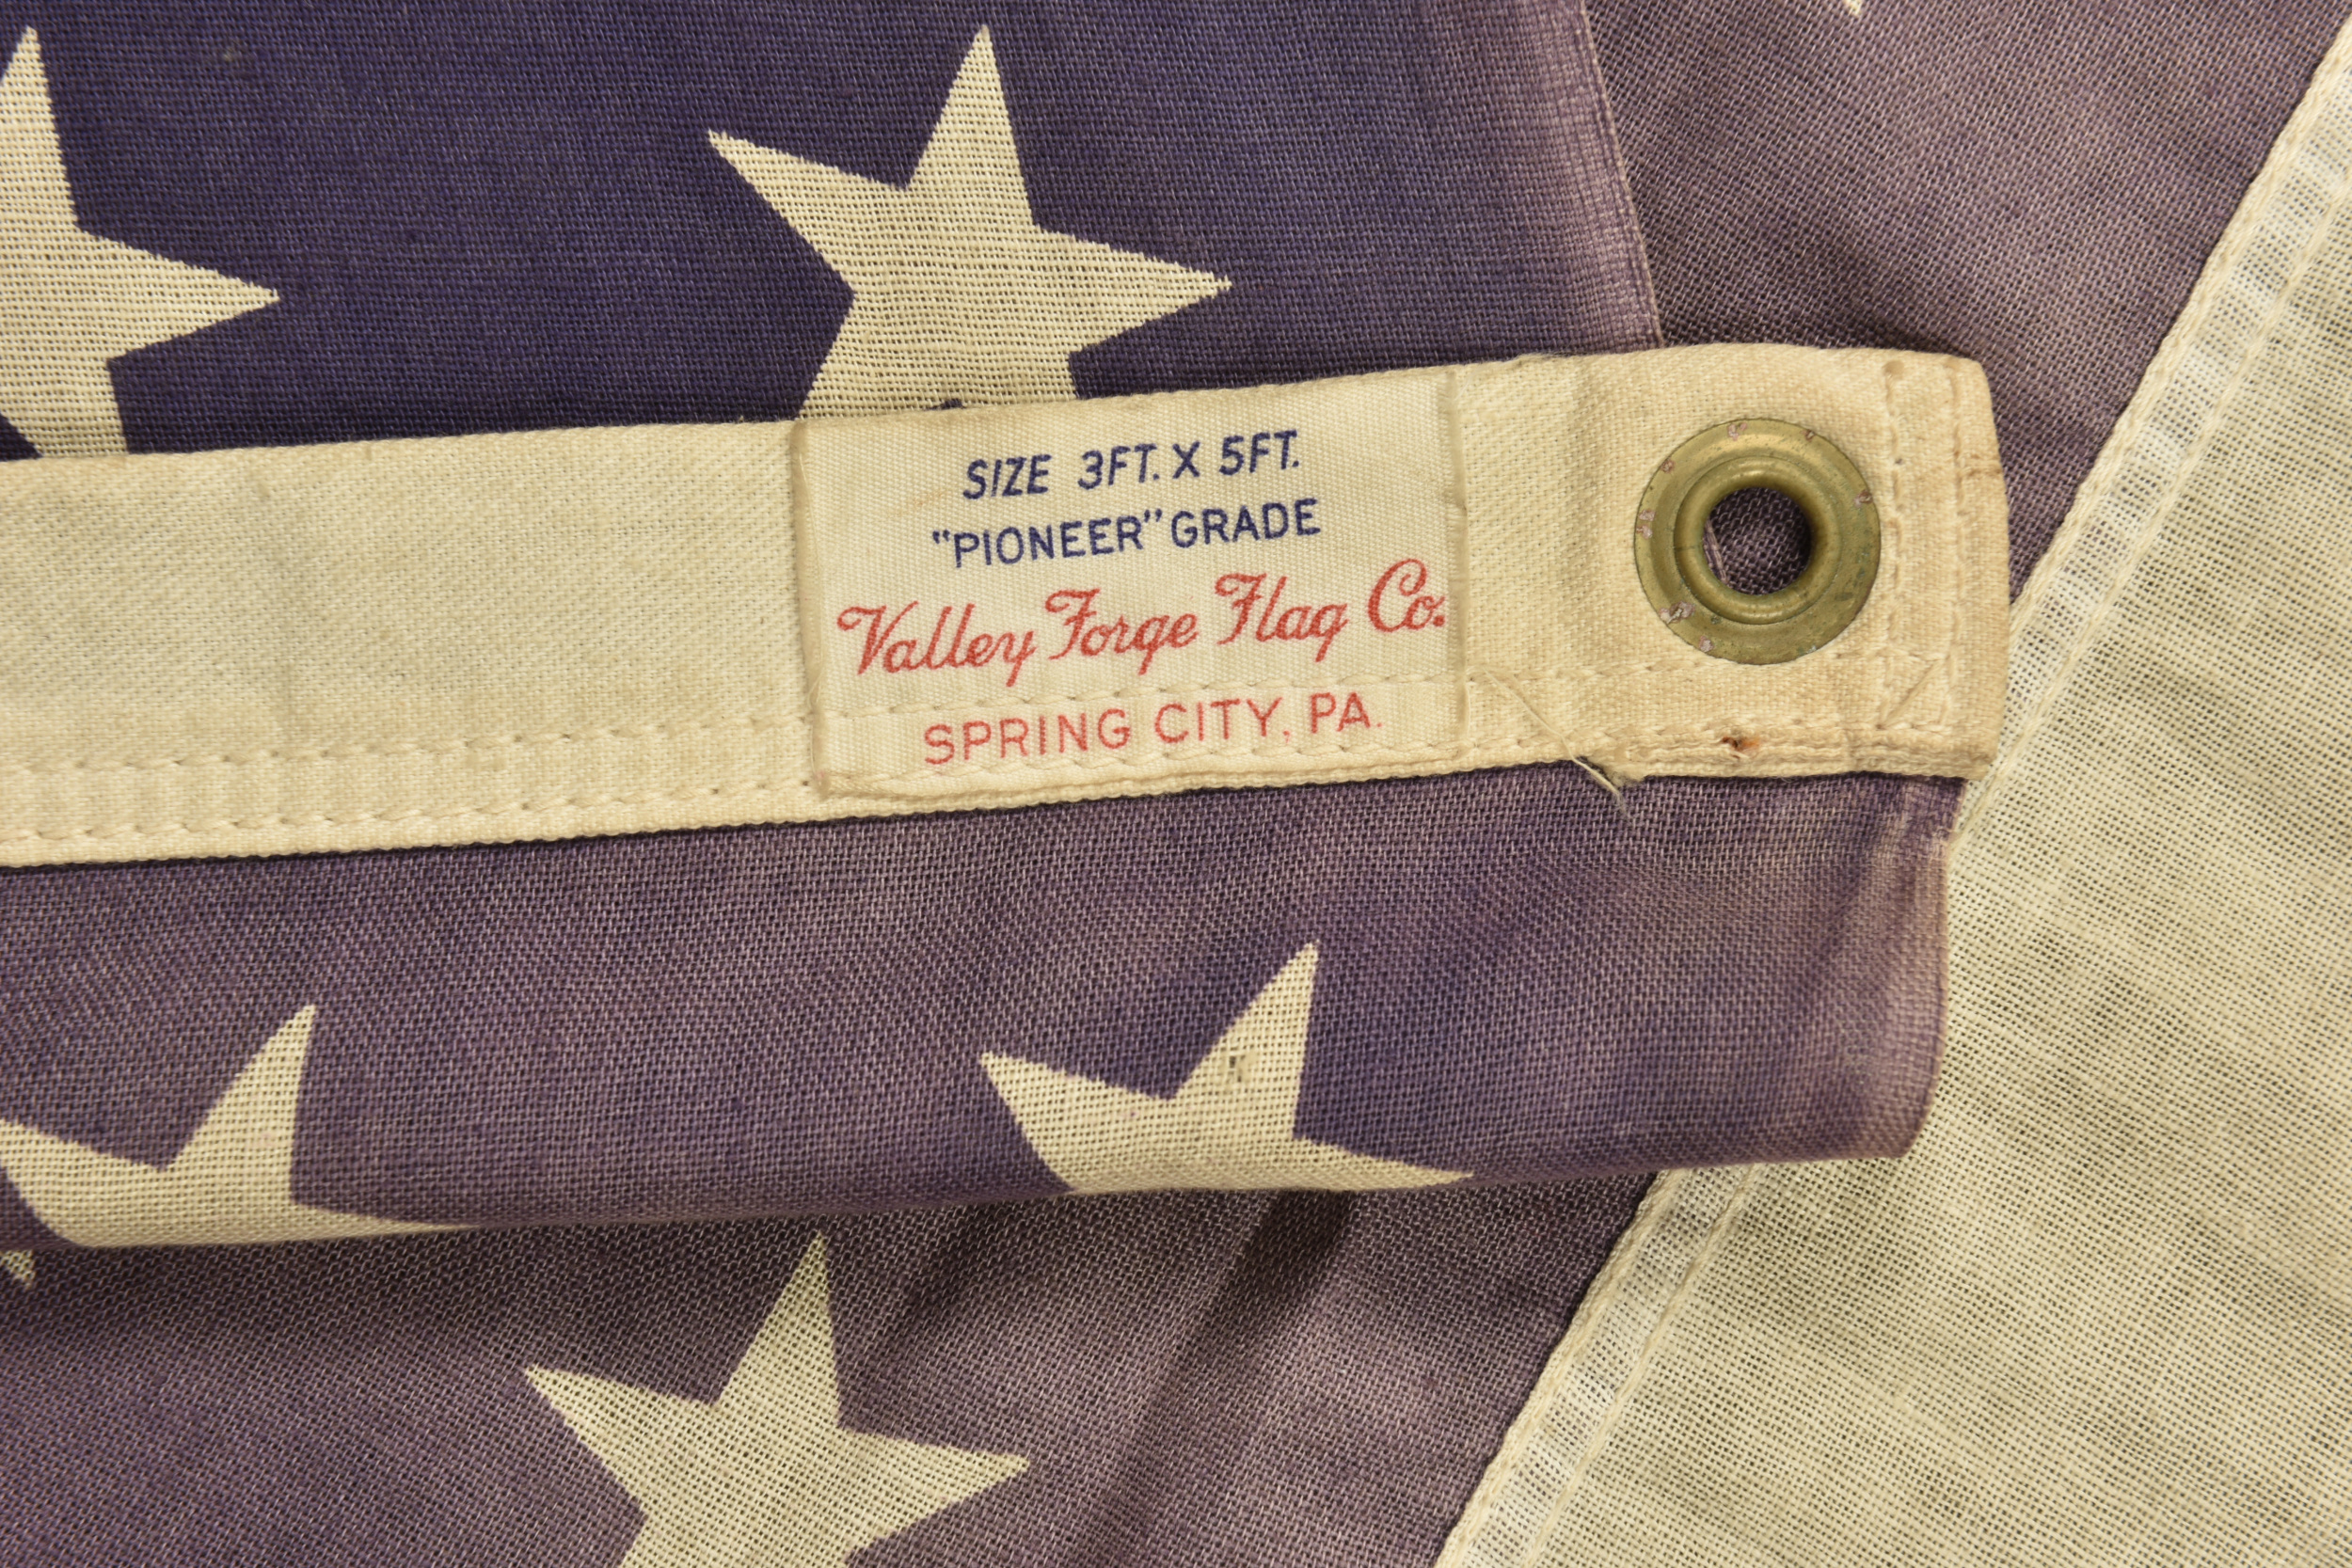 SIZE 3FT. X 5FT.
"PIONEER" GRADE
Valley Forge Flag Co.
SPRING CITY, PA.